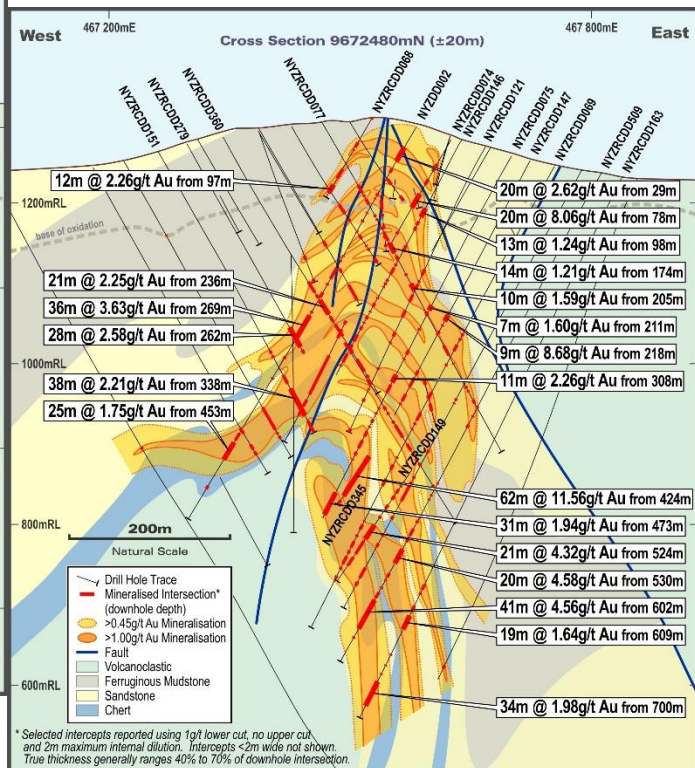 467 200mE
467 800mE
West
Cross Section 9672480mN (±20m)
East
NYZRCDD151
NYZRCDD279
NYZRCDD360
NYZRCDD077
NYZRCDD068
NYZDD002
NYZRCDD074
NYZRCDD146
NYZRCDD121
NYZRCDD075
NYZRCDD147
NYZRCDD069
NYZRCDD509
NYZRCDD163
1200mRL
base of oxidation
1000mRL
800mRL
600mRL
12m @ 2.26g/t Au from 97m
21m @ 2.25g/t Au from 236m
36m @ 3.63g/t Au from 269m
28m @ 2.58g/t Au from 262m
38m @ 2.21g/t Au from 338m
25m @ 1.75g/t Au from 453m
20m @ 2.62g/t Au from 29m
20m @ 8.06g/t Au from 78m
13m @ 1.24g/t Au from 98m
14m @ 1.21g/t Au from 174m
10m @ 1.59g/t Au from 205m
7m @ 1.60g/t Au from 211m
9m @ 8.68g/t Au from 218m
11m @ 2.26g/t Au from 308m
NYZRCDD149
NYZRCDD345
62m @ 11.56g/t Au from 424m
31m @ 1.94g/t Au from 473m
21m @ 4.32g/t Au from 524m
20m @ 4.58g/t Au from 530m
41m @ 4.56g/t Au from 602m
19m @ 1.64g/t Au from 609m
34m @ 1.98g/t Au from 700m
200m
Natural Scale
Drill Hole Trace
Mineralised Intersection*
(downhole depth)
>0.45g/t Au Mineralisation
>1.00g/t Au Mineralisation
Fault
Volcanoclastic
Ferruginous Mudstone
Sandstone
Chert
* Selected intercepts reported using 1g/t lower cut, no upper cut
and 2m maximum internal dilution. Intercepts <2m wide not shown.
True thickness generally ranges 40% to 70% of downhole intersection.